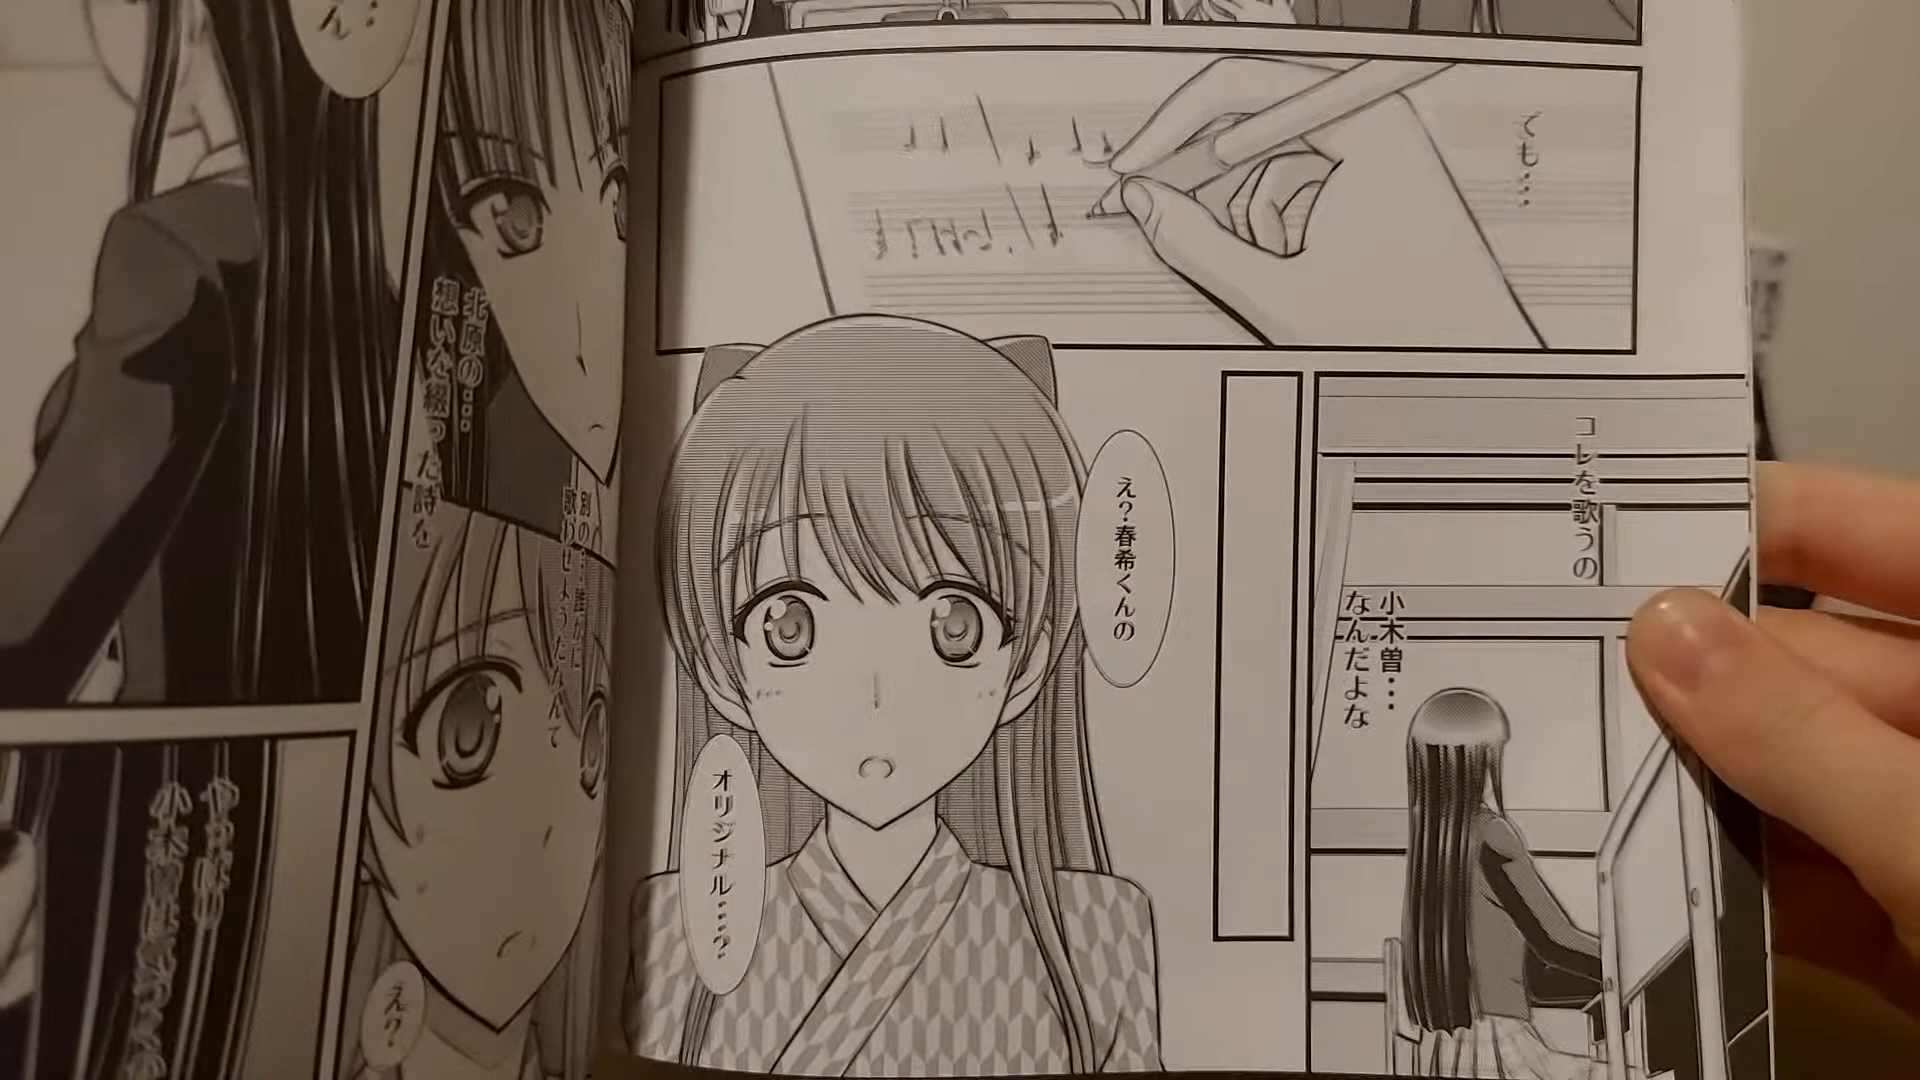 でも…
コレを歌うの
小木曽…
なんだよな
え？春希くんの
オリジナル…？
北原の…
想いを綴った詩を
別の…誰かに
歌わせようだなんて
え？